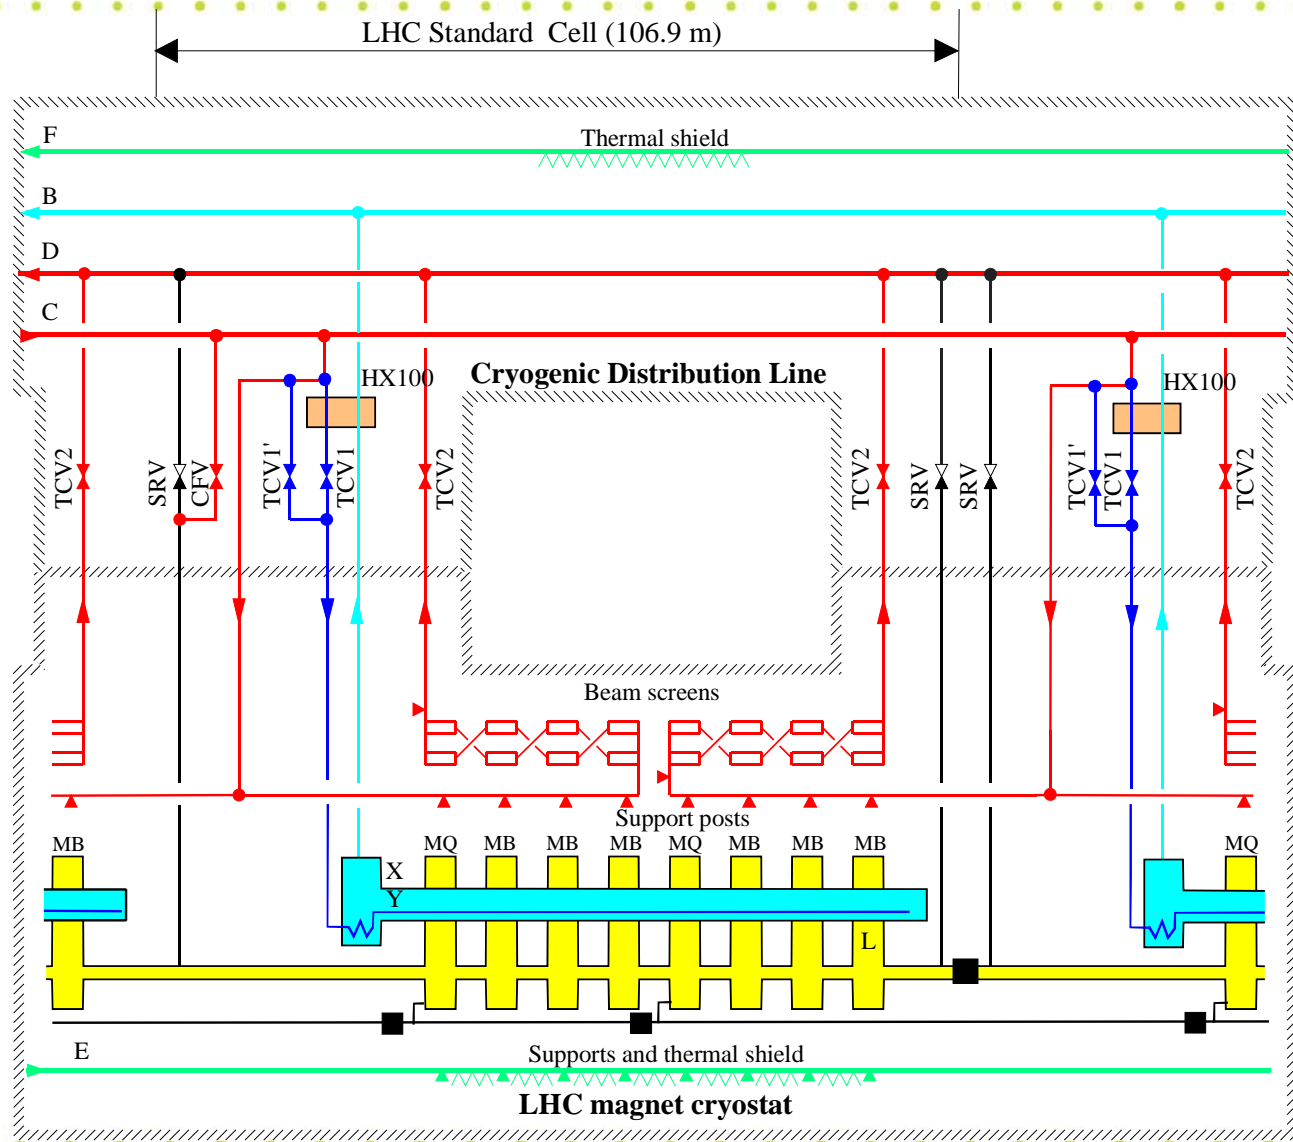 LHC Standard Cell (106.9 m)
F
Thermal shield
B
D
C
HX100
Cryogenic Distribution Line
HX100
TCV2
SRV
CFV
TCV1'
TCV1
TCV2
TCV2
SRV
SRV
TCV1'
TCV1
TCV2
Beam screens
Support posts
MB
MQ
MB
MB
MB
MQ
MB
MB
MB
MQ
X
Y
L
E
Supports and thermal shield
LHC magnet cryostat